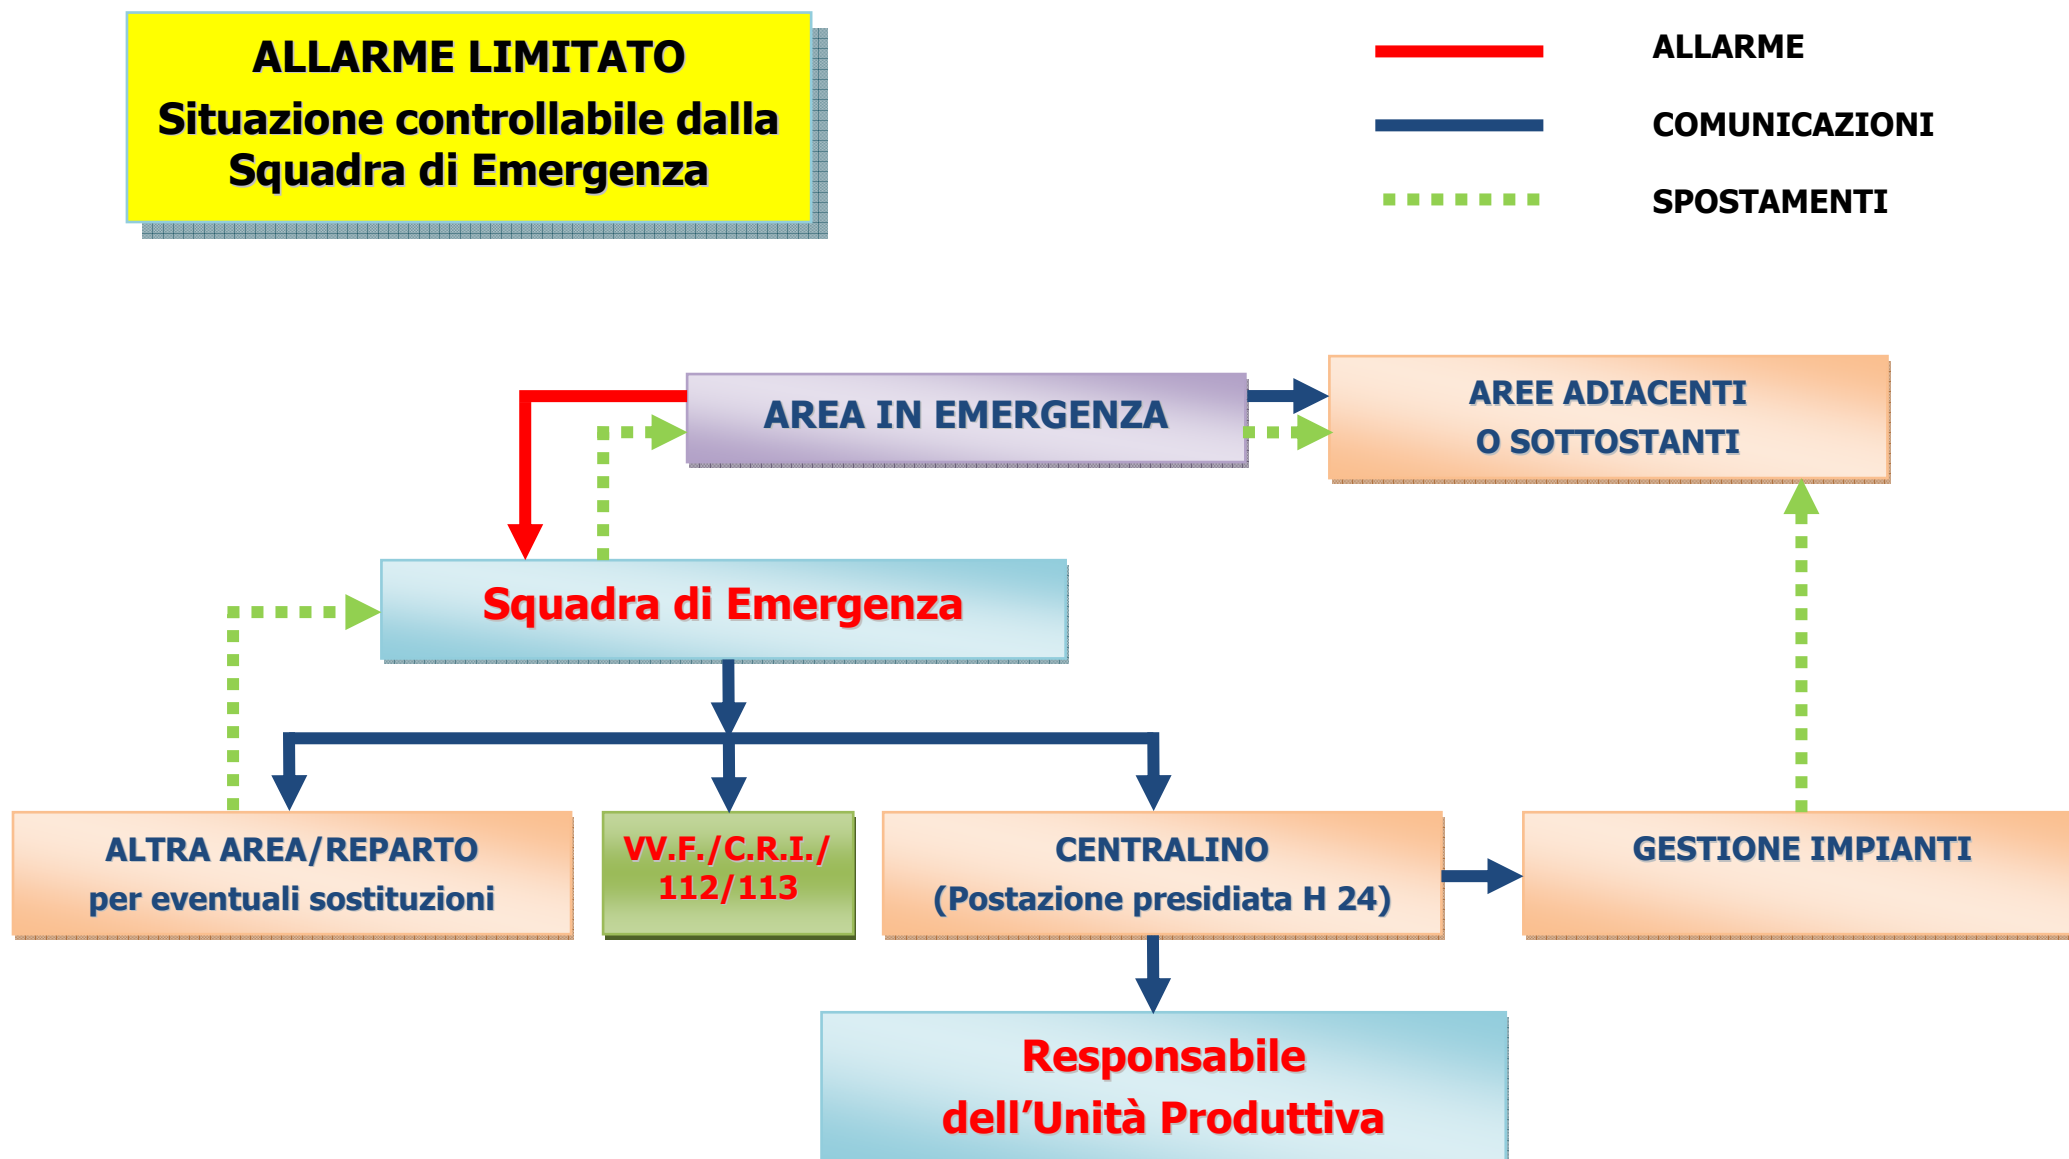 ALLARME LIMITATO
Situazione controllabile dalla
Squadra di Emergenza
ALLARME
COMUNICAZIONI
SPOSTAMENTI
AREA IN EMERGENZA
AREE ADIACENTI
O SOTTOSTANTI
Squadra di Emergenza
ALTRA AREA/REPARTO
per eventuali sostituzioni
VV.F./C.R.I./
112/113
CENTRALINO
(Postazione presidiata H 24)
GESTIONE IMPIANTI
Responsabile
dell’Unità Produttiva